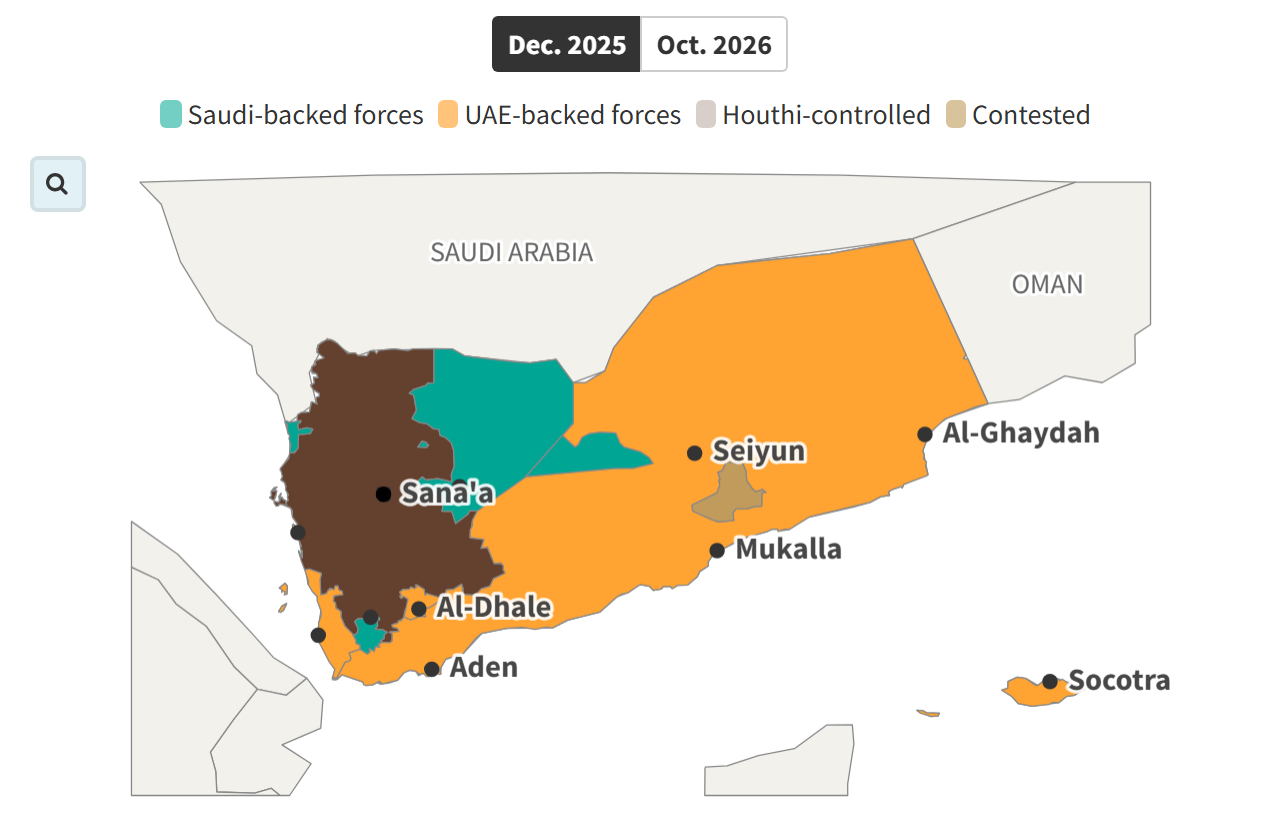 Dec. 2025 Oct. 2026
Saudi-backed forces UAE-backed forces Houthi-controlled Contested
SAUDI ARABIA
OMAN
Al-Ghaydah
Seiyun
Sana'a
Mukalla
Al-Dhale
Aden
Socotra